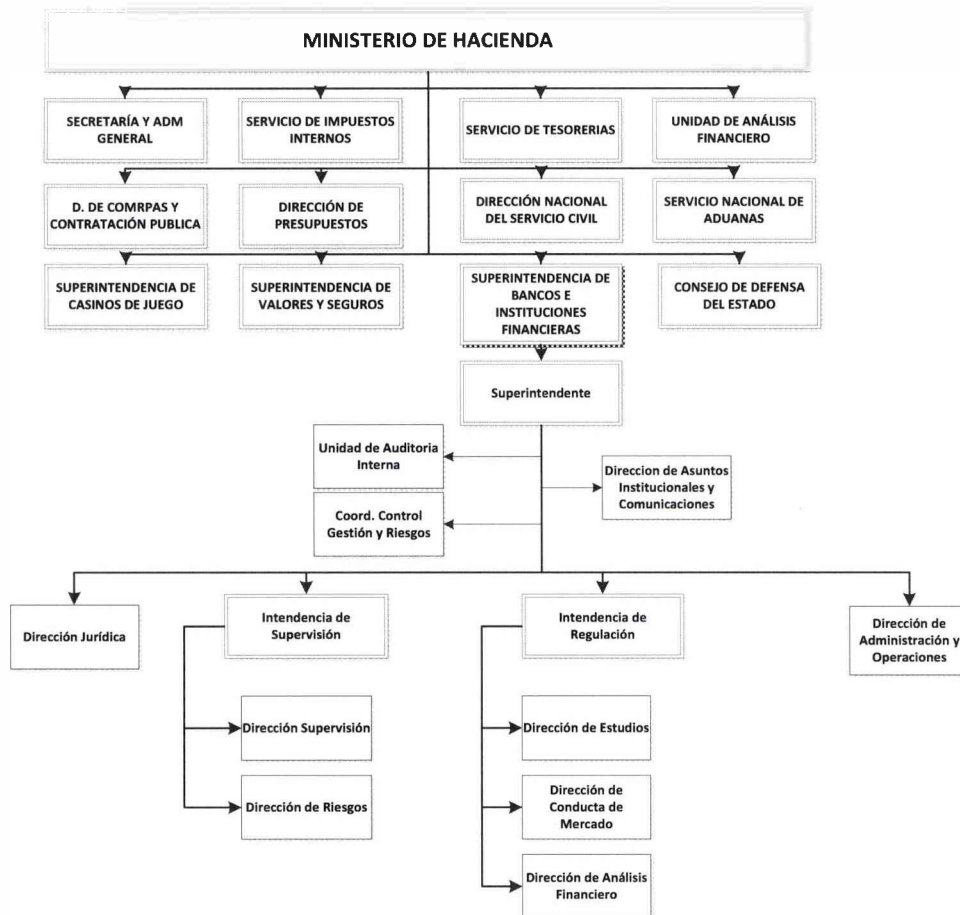 MINISTERIO DE HACIENDA
SECRETARÍA Y ADM
GENERAL
SERVICIO DE IMPUESTOS
INTERNOS
SERVICIO DE TESORERIAS
UNIDAD DE ANÁLISIS
FINANCIERO
D. DE COMRPAS Y
CONTRATACIÓN PUBLICA
DIRECCIÓN DE
PRESUPUESTOS
DIRECCIÓN NACIONAL
DEL SERVICIO CIVIL
SERVICIO NACIONAL DE
ADUANAS
SUPERINTENDENCIA DE
CASINOS DE JUEGO
SUPERINTENDENCIA DE
VALORES Y SEGUROS
SUPERINTENDENCIA DE
BANCOS E
INSTITUCIONES
FINANCIERAS
CONSEJO DE DEFENSA
DEL ESTADO
Superintendente
Unidad de Auditoria
Interna
Direccion de Asuntos
Institucionales y
Comunicaciones
Coord. Control
Gestión y Riesgos
Dirección Jurídica
Intendencia de
Supervisión
Intendencia de
Regulación
Dirección de
Administración y
Operaciones
Dirección Supervisión
Dirección de Estudios
Dirección de Riesgos
Dirección de
Conducta de
Mercado
Dirección de Análisis
Financiero